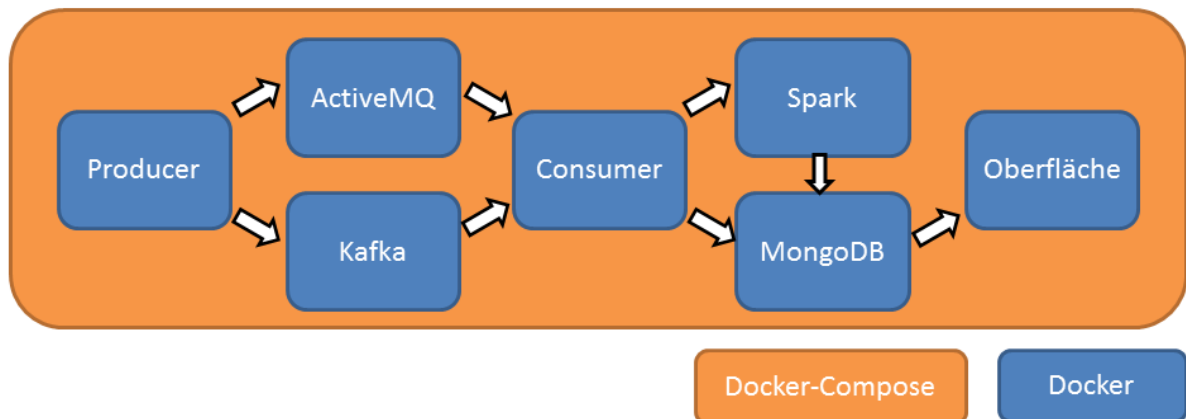 ActiveMQ
Spark
Producer
Consumer
Oberfläche
Kafka
MongoDB
Docker-Compose
Docker